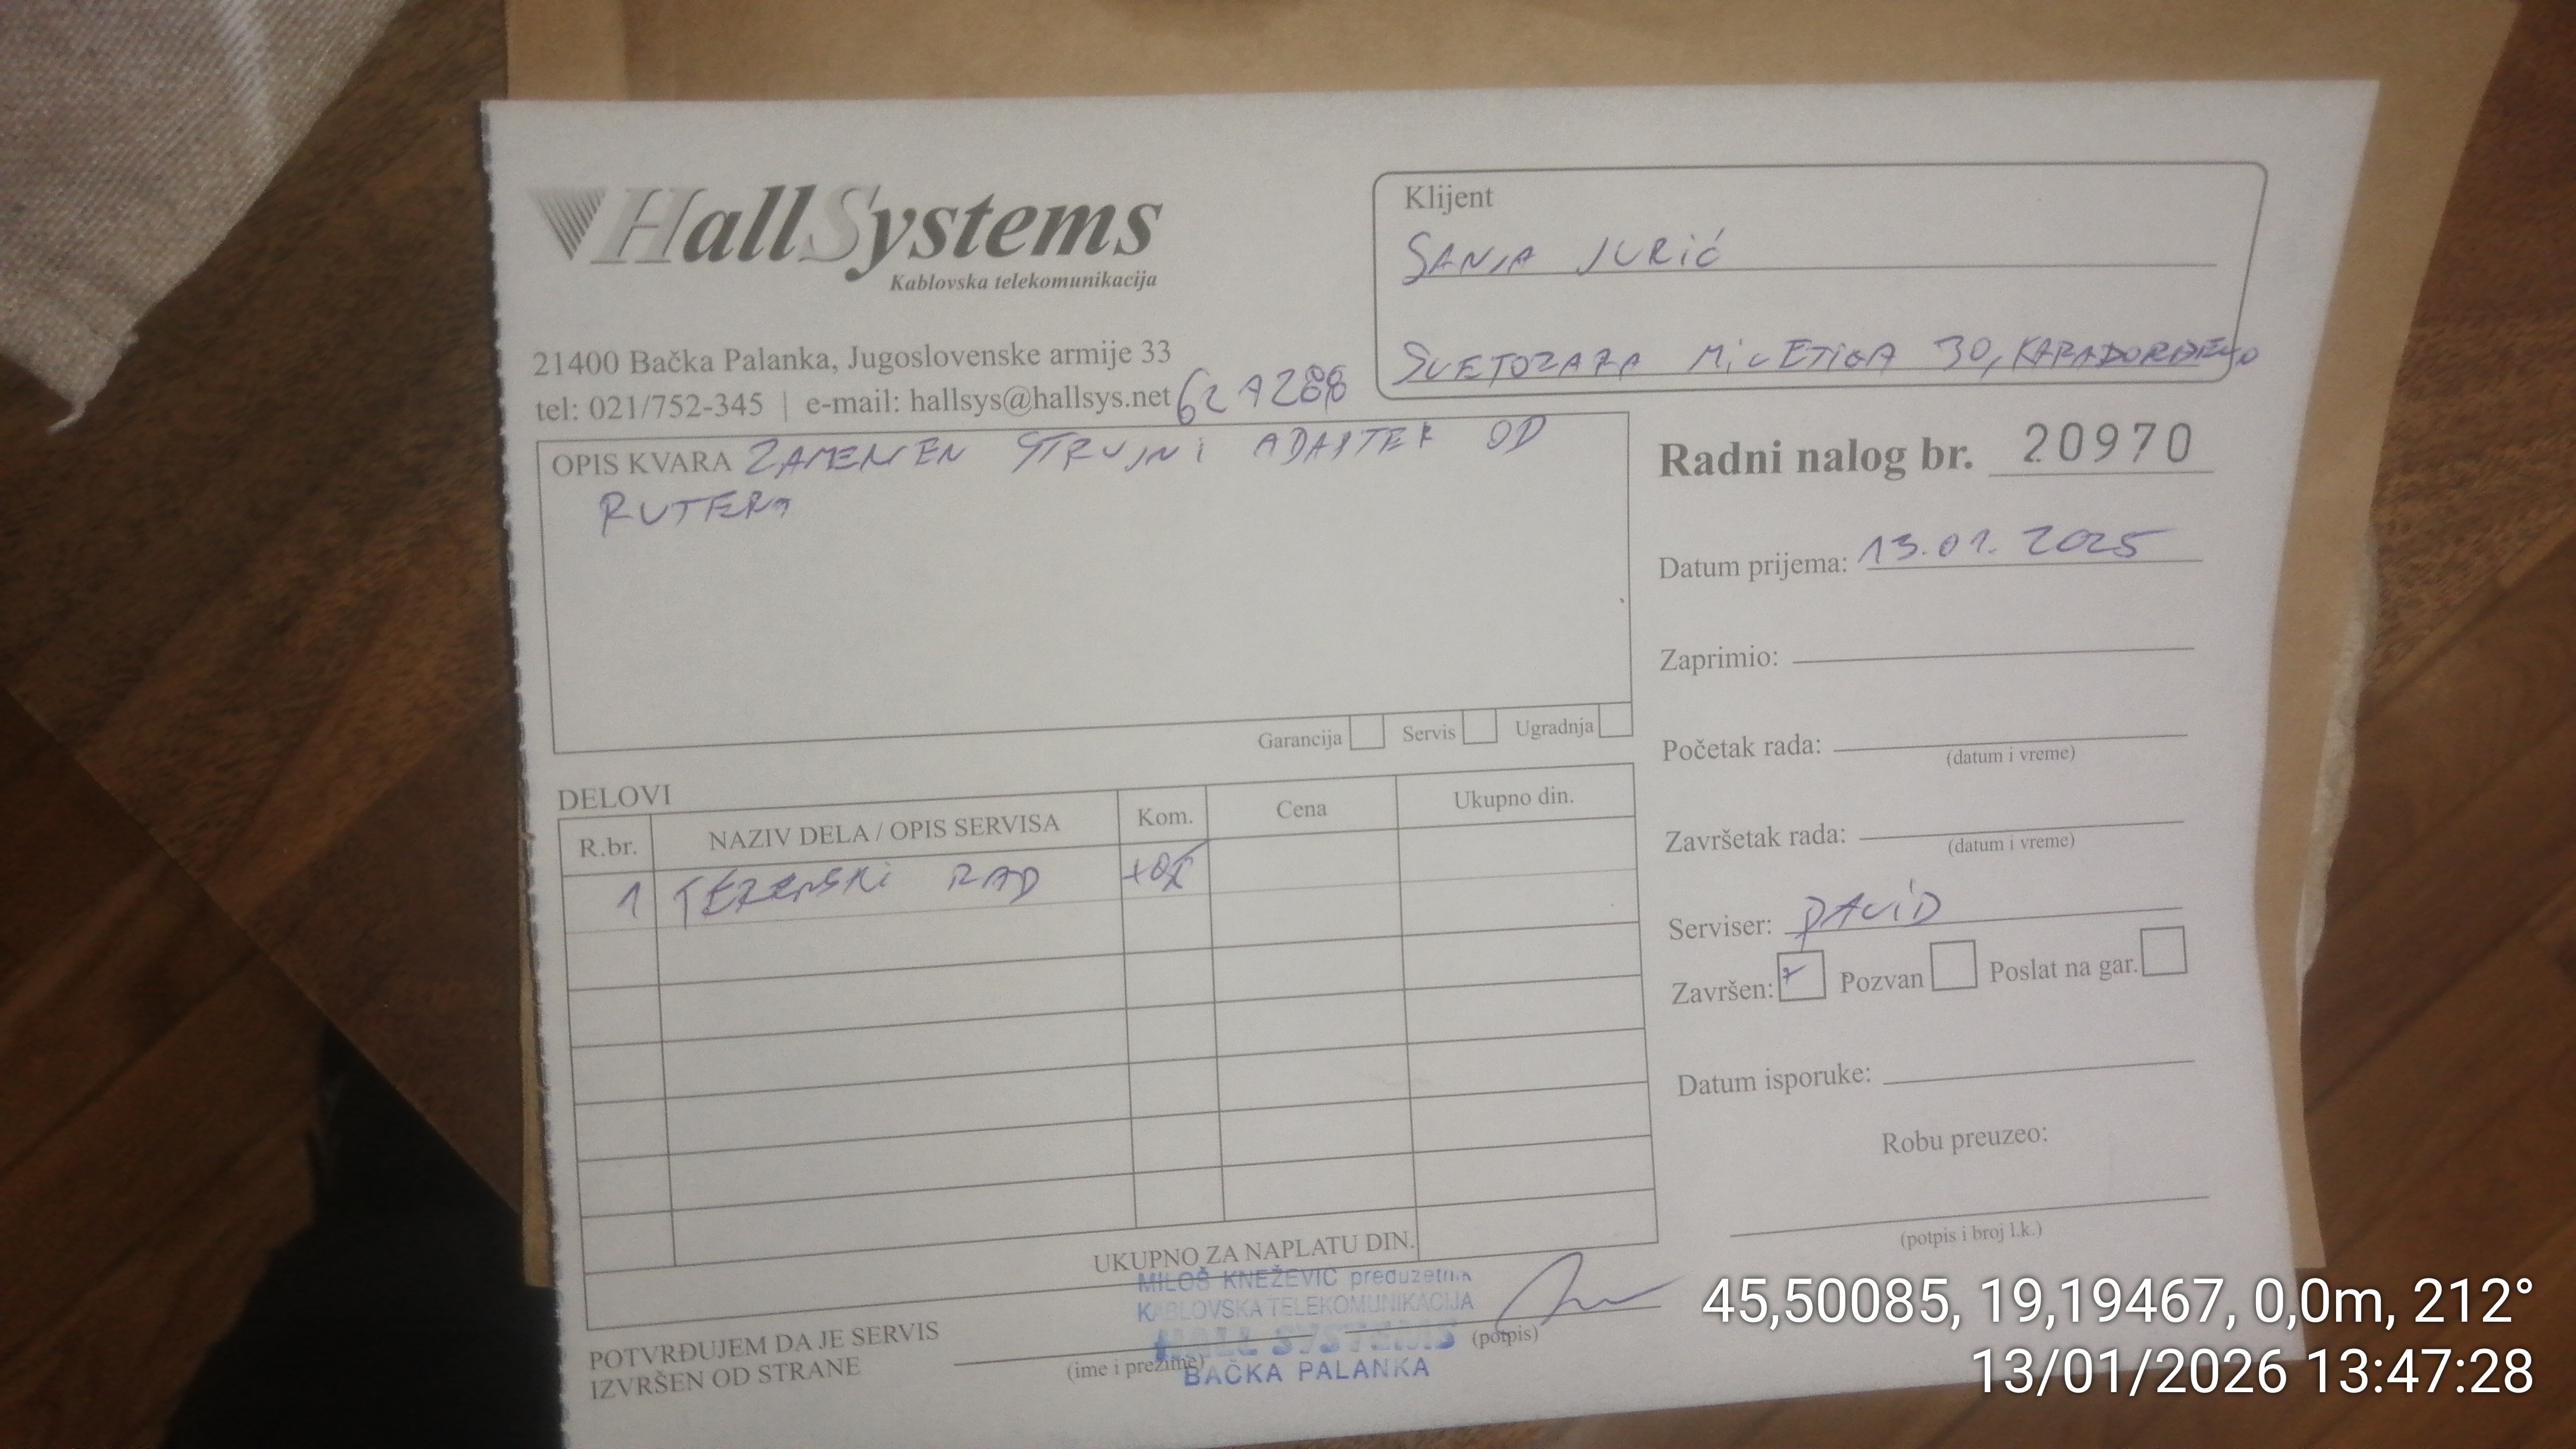 HallSystems
Kablovska telekomunikacija
21400 Bačka Palanka, Jugoslovenske armije 33
tel: 021/752-345 | e-mail: hallsys@hallsys.net
Klijent
SANJA JURIĆ
SVETOZARA MILETIĆA 30, KARAĐORĐEVO
OPIS KVARA ZAMENJEN STRUJNI ADAPTER OD
RUTERA
Garancija Servis Ugradnja
Radni nalog br. 20970
Datum prijema: 13.01.2025
Zaprimio:
Početak rada:
(datum i vreme)
Završetak rada:
(datum i vreme)
Serviser: DAVID
Završen: Pozvan Poslat na gar.
Datum isporuke:
Robu preuzeo:
(potpis i broj l.k.)
DELOVI
R.br. NAZIV DELA / OPIS SERVISA Kom. Cena Ukupno din.
1 TERENSKI RAD
UKUPNO ZA NAPLATU DIN.
MILOŠ KNEŽEVIĆ preduzetnik
KABLOVSKA TELEKOMUNIKACIJA
HALL SYSTEMS
BAČKA PALANKA
POTVRĐUJEM DA JE SERVIS
IZVRŠEN OD STRANE
(ime i prezime)
(potpis)
45,50085, 19,19467, 0,0m, 212°
13/01/2026 13:47:28